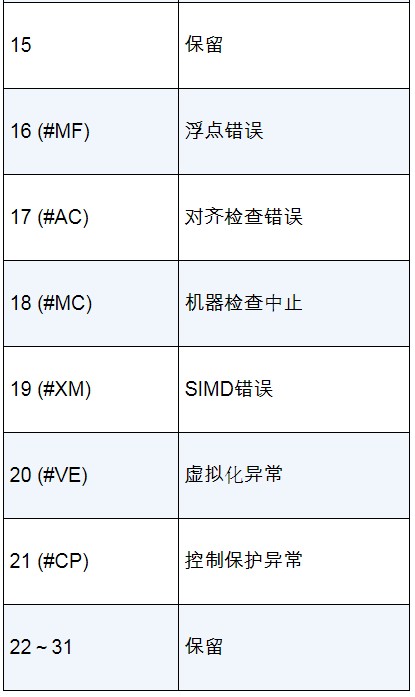 15 保留
16 (#MF) 浮点错误
17 (#AC) 对齐检查错误
18 (#MC) 机器检查中止
19 (#XM) SIMD错误
20 (#VE) 虚拟化异常
21 (#CP) 控制保护异常
22～31 保留